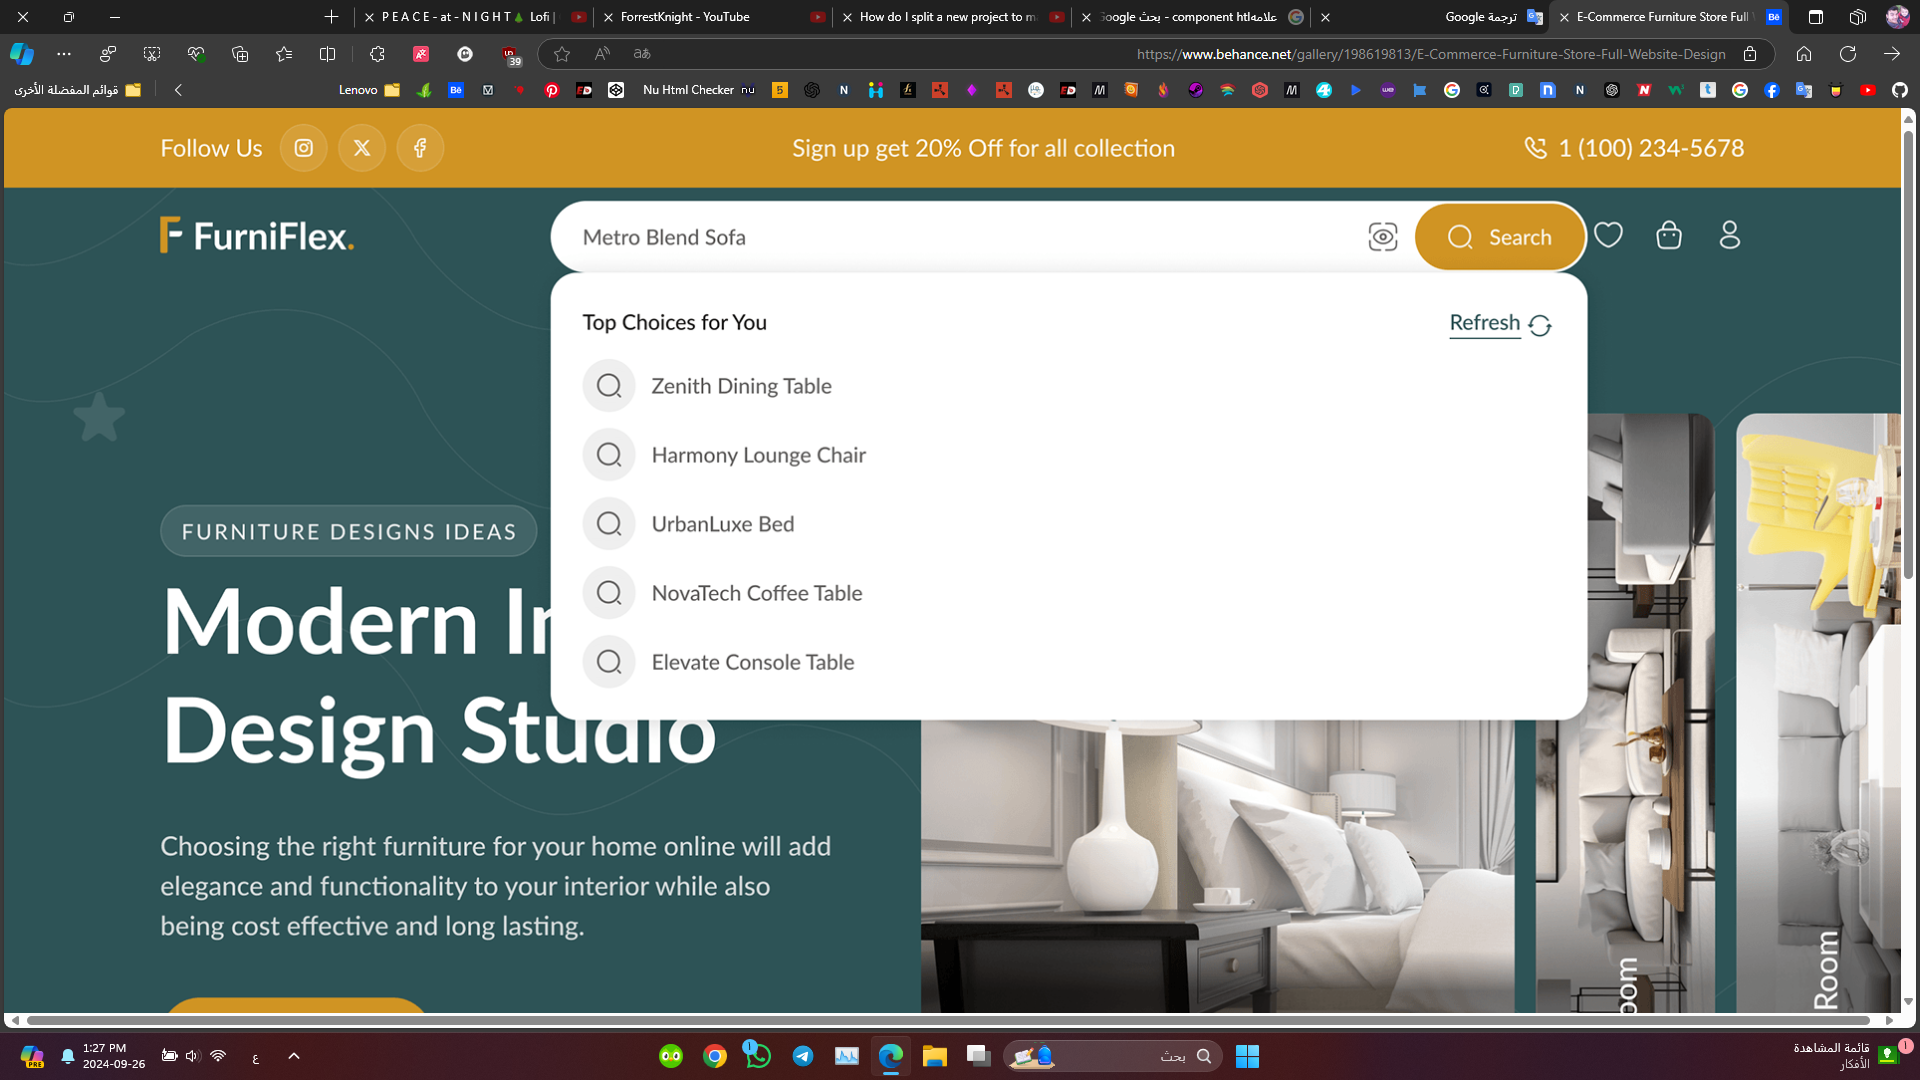 P E A C E - at - N I G H T🎄 Lofi |
ForrestKnight - YouTube
How do I split a new project to m
علامهcomponent htl - بحث Google
ترجمة Google
E-Commerce Furniture Store Full
39
https://www.behance.net/gallery/198619813/E-Commerce-Furniture-Store-Full-Website-Design
قوائم المفضلة الأخرى
Lenovo
Nu Html Checker
Follow Us
Sign up get 20% Off for all collection
1 (100) 234-5678
FurniFlex.
Metro Blend Sofa
Search
Top Choices for You
Refresh
Zenith Dining Table
Harmony Lounge Chair
UrbanLuxe Bed
NovaTech Coffee Table
Elevate Console Table
FURNITURE DESIGNS IDEAS
Modern In
Design Studio
Choosing the right furniture for your home online will add
elegance and functionality to your interior while also
being cost effective and long lasting.
oom
Room
1:27 PM
2024-09-26
ع
بحث
قائمة المشاهدة
الأفكار